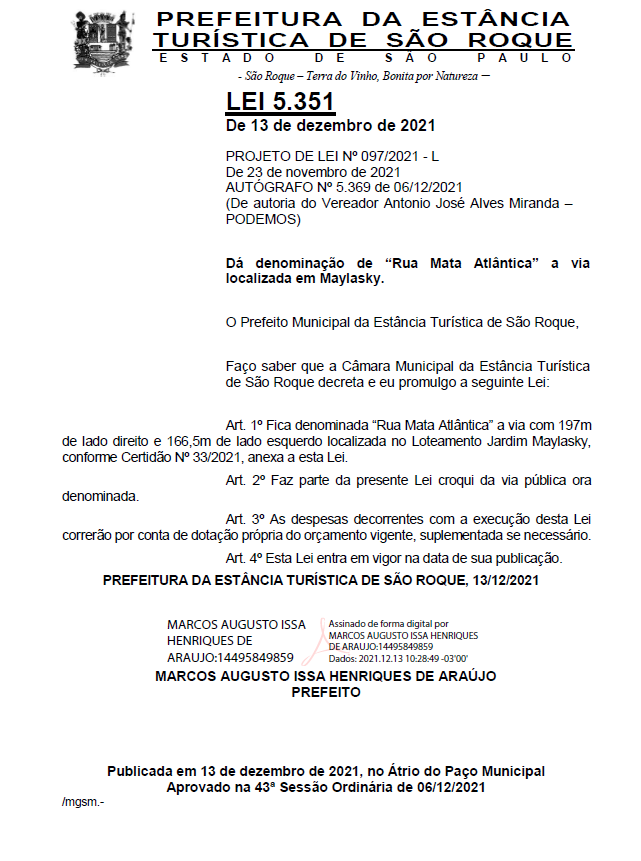 PREFEITURA DA ESTÂNCIA
TURÍSTICA DE SÃO ROQUE
ESTADO DE SÃO PAULO
- São Roque – Terra do Vinho, Bonita por Natureza –
LEI 5.351
De 13 de dezembro de 2021
PROJETO DE LEI Nº 097/2021 - L
De 23 de novembro de 2021
AUTÓGRAFO Nº 5.369 de 06/12/2021
(De autoria do Vereador Antonio José Alves Miranda –
PODEMOS)
Dá denominação de “Rua Mata Atlântica” a via
localizada em Maylasky.
O Prefeito Municipal da Estância Turística de São Roque,
Faço saber que a Câmara Municipal da Estância Turística
de São Roque decreta e eu promulgo a seguinte Lei:
Art. 1º Fica denominada “Rua Mata Atlântica” a via com 197m
de lado direito e 166,5m de lado esquerdo localizada no Loteamento Jardim Maylasky,
conforme Certidão Nº 33/2021, anexa a esta Lei.
Art. 2º Faz parte da presente Lei croqui da via pública ora
denominada.
Art. 3º As despesas decorrentes com a execução desta Lei
correrão por conta de dotação própria do orçamento vigente, suplementada se necessário.
Art. 4º Esta Lei entra em vigor na data de sua publicação.
PREFEITURA DA ESTÂNCIA TURÍSTICA DE SÃO ROQUE, 13/12/2021
MARCOS AUGUSTO ISSA
HENRIQUES DE
ARAUJO:14495849859
Assinado de forma digital por
MARCOS AUGUSTO ISSA HENRIQUES
DE ARAUJO:14495849859
Dados: 2021.12.13 10:28:49 -03'00'
MARCOS AUGUSTO ISSA HENRIQUES DE ARAÚJO
PREFEITO
Publicada em 13 de dezembro de 2021, no Átrio do Paço Municipal
Aprovado na 43ª Sessão Ordinária de 06/12/2021
/mgsm.-